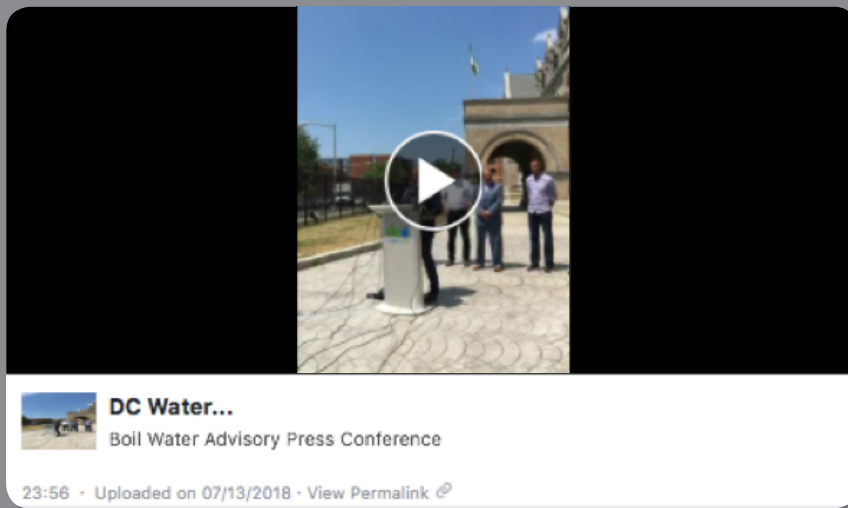 DC Water...
Boil Water Advisory Press Conference
23:56 · Uploaded on 07/13/2018 · View Permalink